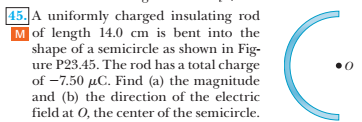 45. A uniformly charged insulating rod
M of length 14.0 cm is bent into the
shape of a semicircle as shown in Fig-
ure P23.45. The rod has a total charge
of −7.50 μC. Find (a) the magnitude
and (b) the direction of the electric
field at O, the center of the semicircle.
O